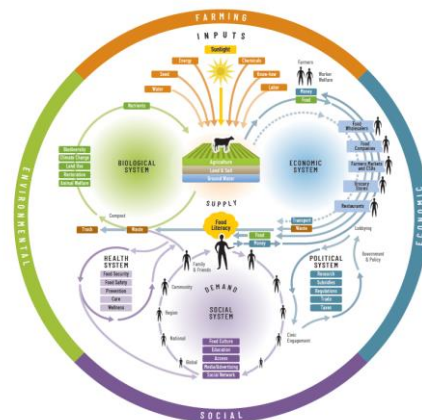 FARMING
INPUTS
Sunlight
Energy
Chemicals
Seed
Know-how
Water
Labor
Nutrients
Farmers
Worker
Welfare
Money
Food
Biodiversity
Climate Change
Land Use
Restoration
Animal Welfare
BIOLOGICAL
SYSTEM
Agriculture
Land & Soil
Ground Water
ECONOMIC
SYSTEM
Food
Wholesalers
Food
Companies
Farmers Markets
and CSAs
Grocery
Stores
Restaurants
ENVIRONMENTAL
ECONOMIC
SUPPLY
Compost
Trash
Waste
Food
Literacy
Transport
Waste
Food
Money
Lobbying
HEALTH
SYSTEM
Food Security
Food Safety
Prevention
Care
Wellness
Family
& Friends
Community
Region
National
Global
DEMAND
SOCIAL
SYSTEM
Food Culture
Education
Access
Media/Advertising
Social Network
POLITICAL
SYSTEM
Research
Subsidies
Regulations
Trade
Taxes
Government
& Policy
Civic
Engagement
SOCIAL